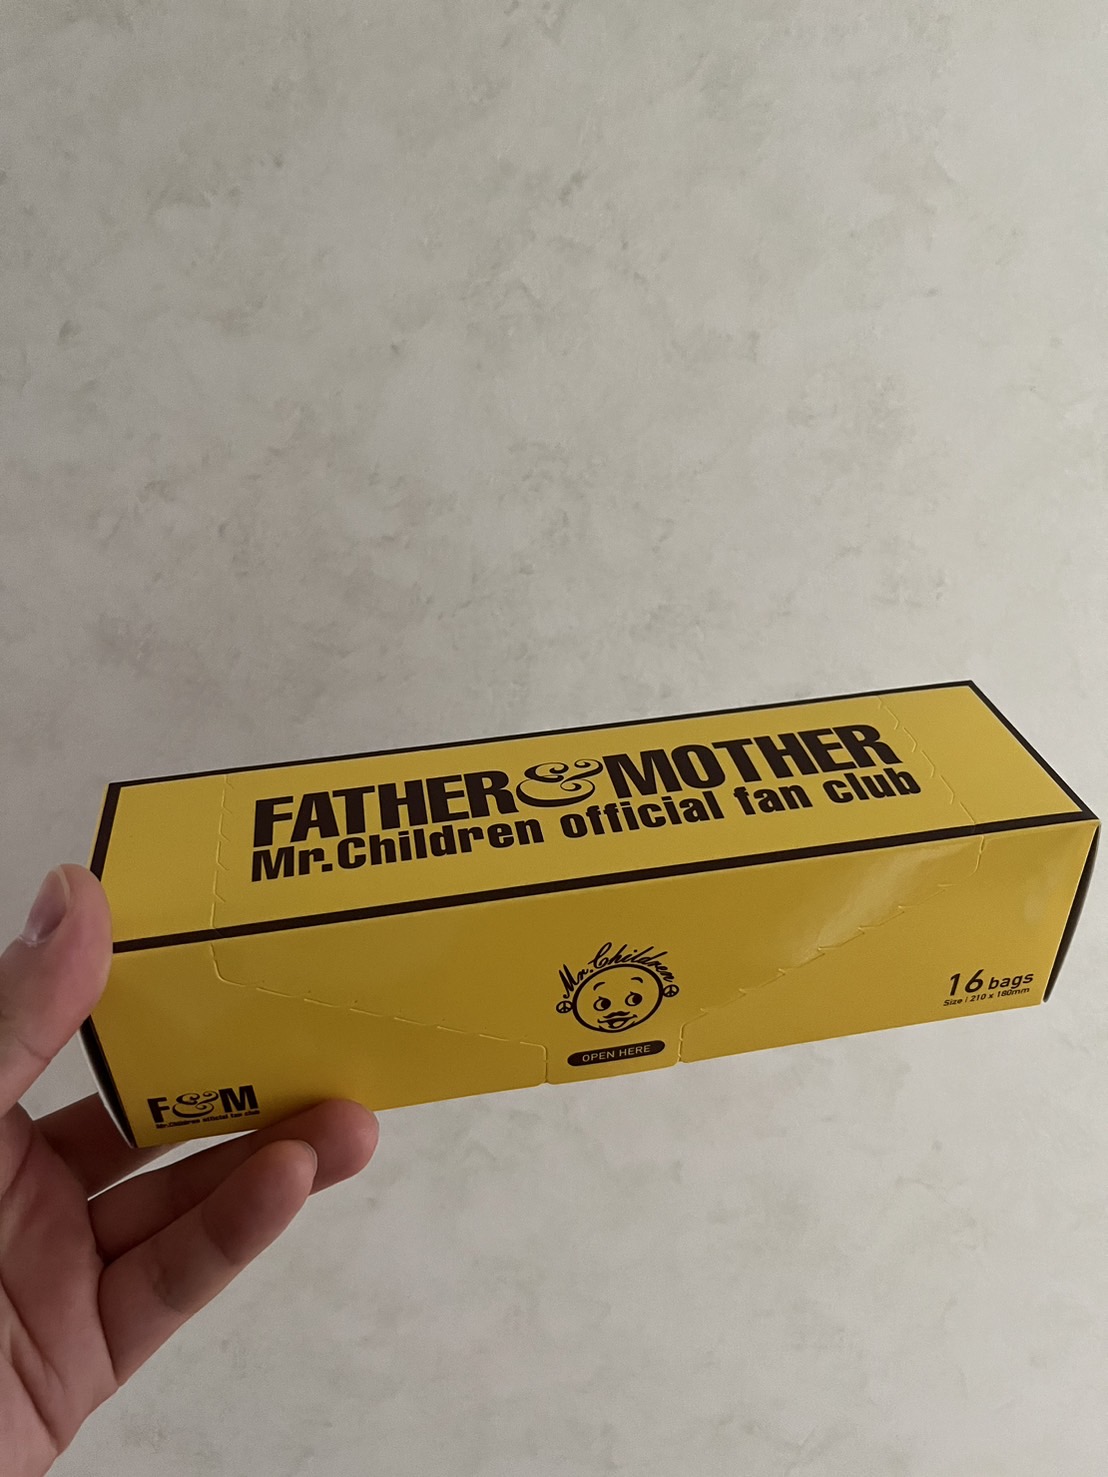 FATHER&MOTHER
Mr.Children official fan club
Mr.Children
OPEN HERE
16 bags
Size | 210 x 180mm
F&M
Mr.Children official fan club